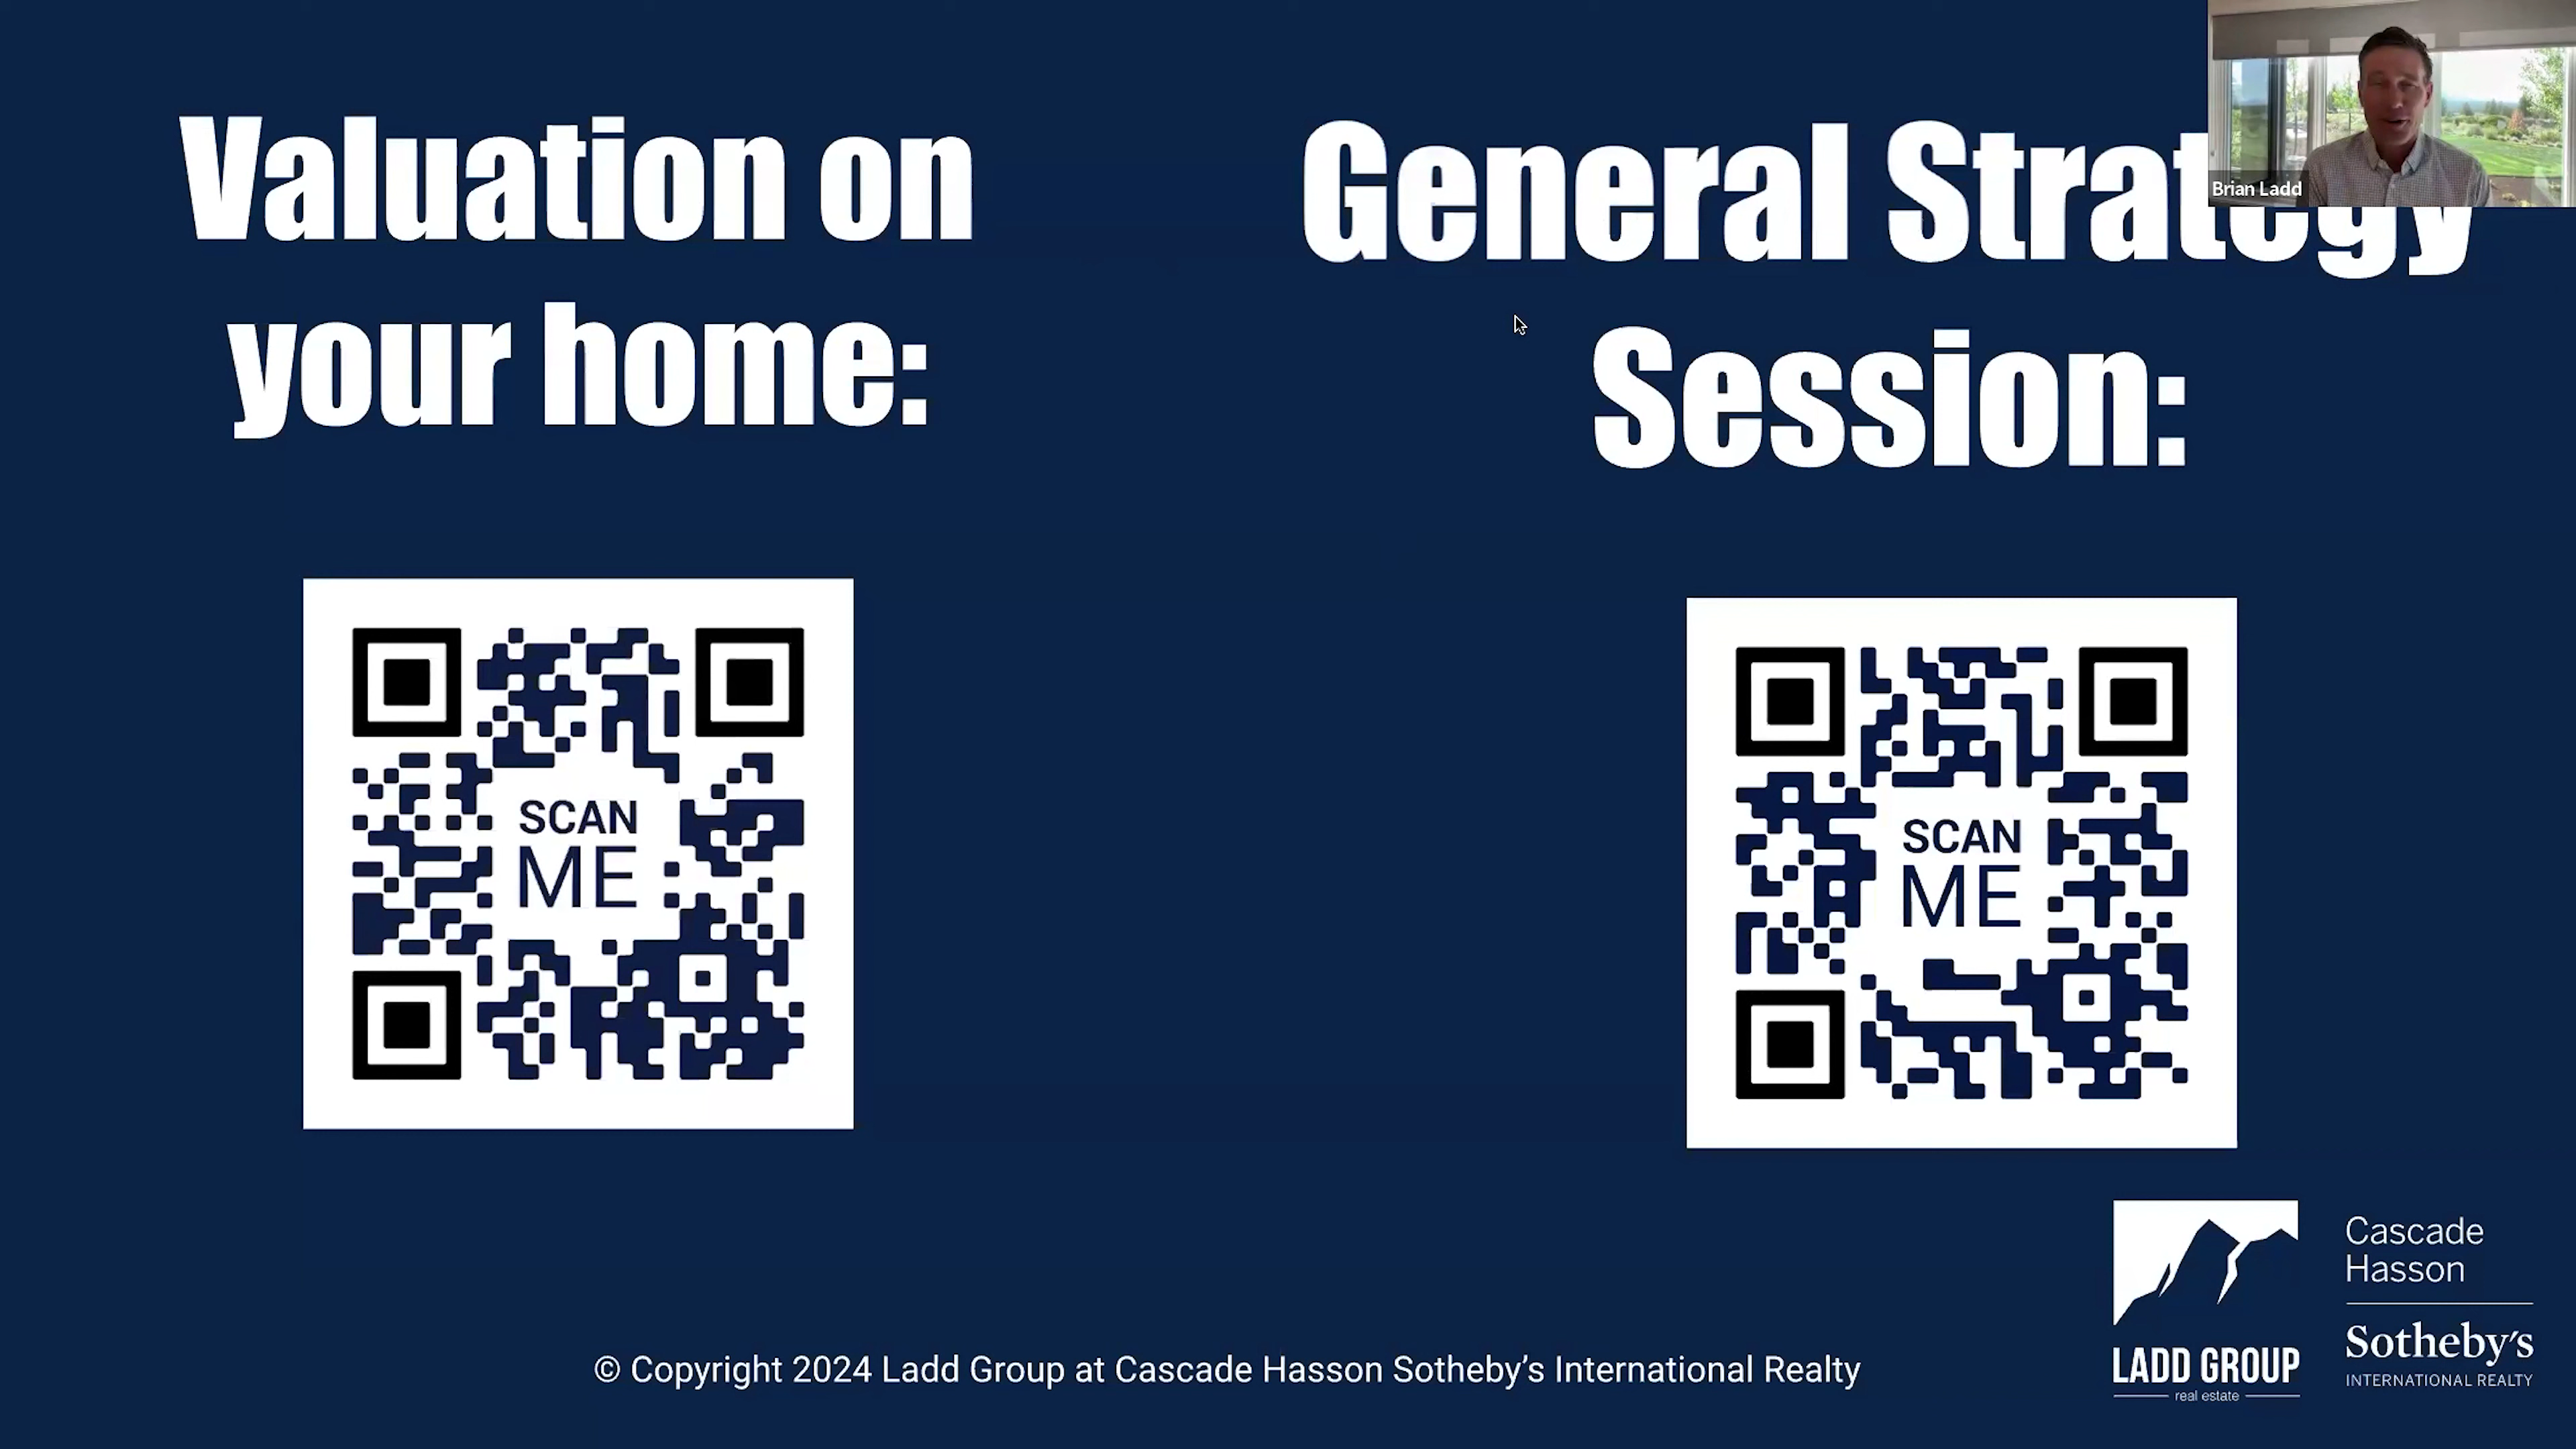 Valuation on
your home:
General Strategy
Session:
Brian Ladd
SCAN
ME
SCAN
ME
© Copyright 2024 Ladd Group at Cascade Hasson Sotheby’s International Realty
LADD GROUP
real estate
Cascade
Hasson
Sotheby’s
INTERNATIONAL REALTY